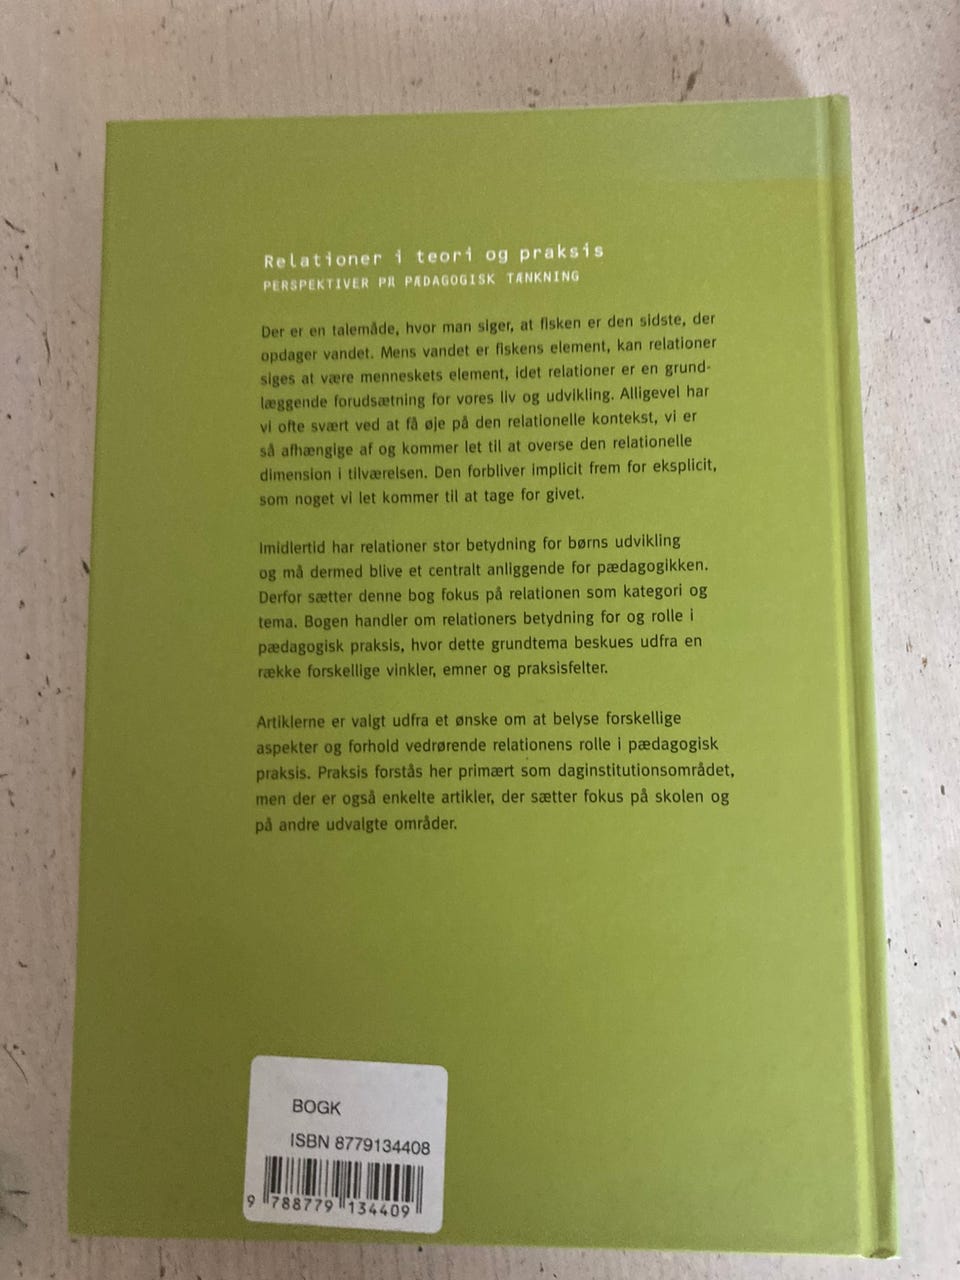 Relationer i teori og praksis
PERSPEKTIVER PÅ PÆDAGOGISK TÆNKNING
Der er en talemåde, hvor man siger, at fisken er den sidste, der
opdager vandet. Mens vandet er fiskens element, kan relationer
siges at være menneskets element, idet relationer er en grund-
læggende forudsætning for vores liv og udvikling. Alligevel har
vi ofte svært ved at få øje på den relationelle kontekst, vi er
så afhængige af og kommer let til at overse den relationelle
dimension i tilværelsen. Den forbliver implicit frem for eksplicit,
som noget vi let kommer til at tage for givet.
Imidlertid har relationer stor betydning for børns udvikling
og må dermed blive et centralt anliggende for pædagogikken.
Derfor sætter denne bog fokus på relationen som kategori og
tema. Bogen handler om relationers betydning for og rolle i
pædagogisk praksis, hvor dette grundtema beskues udfra en
række forskellige vinkler, emner og praksisfelter.
Artiklerne er valgt udfra et ønske om at belyse forskellige
aspekter og forhold vedrørende relationens rolle i pædagogisk
praksis. Praksis forstås her primært som daginstitutionsområdet,
men der er også enkelte artikler, der sætter fokus på skolen og
på andre udvalgte områder.
BOGK
ISBN 8779134408
9 788779 134409